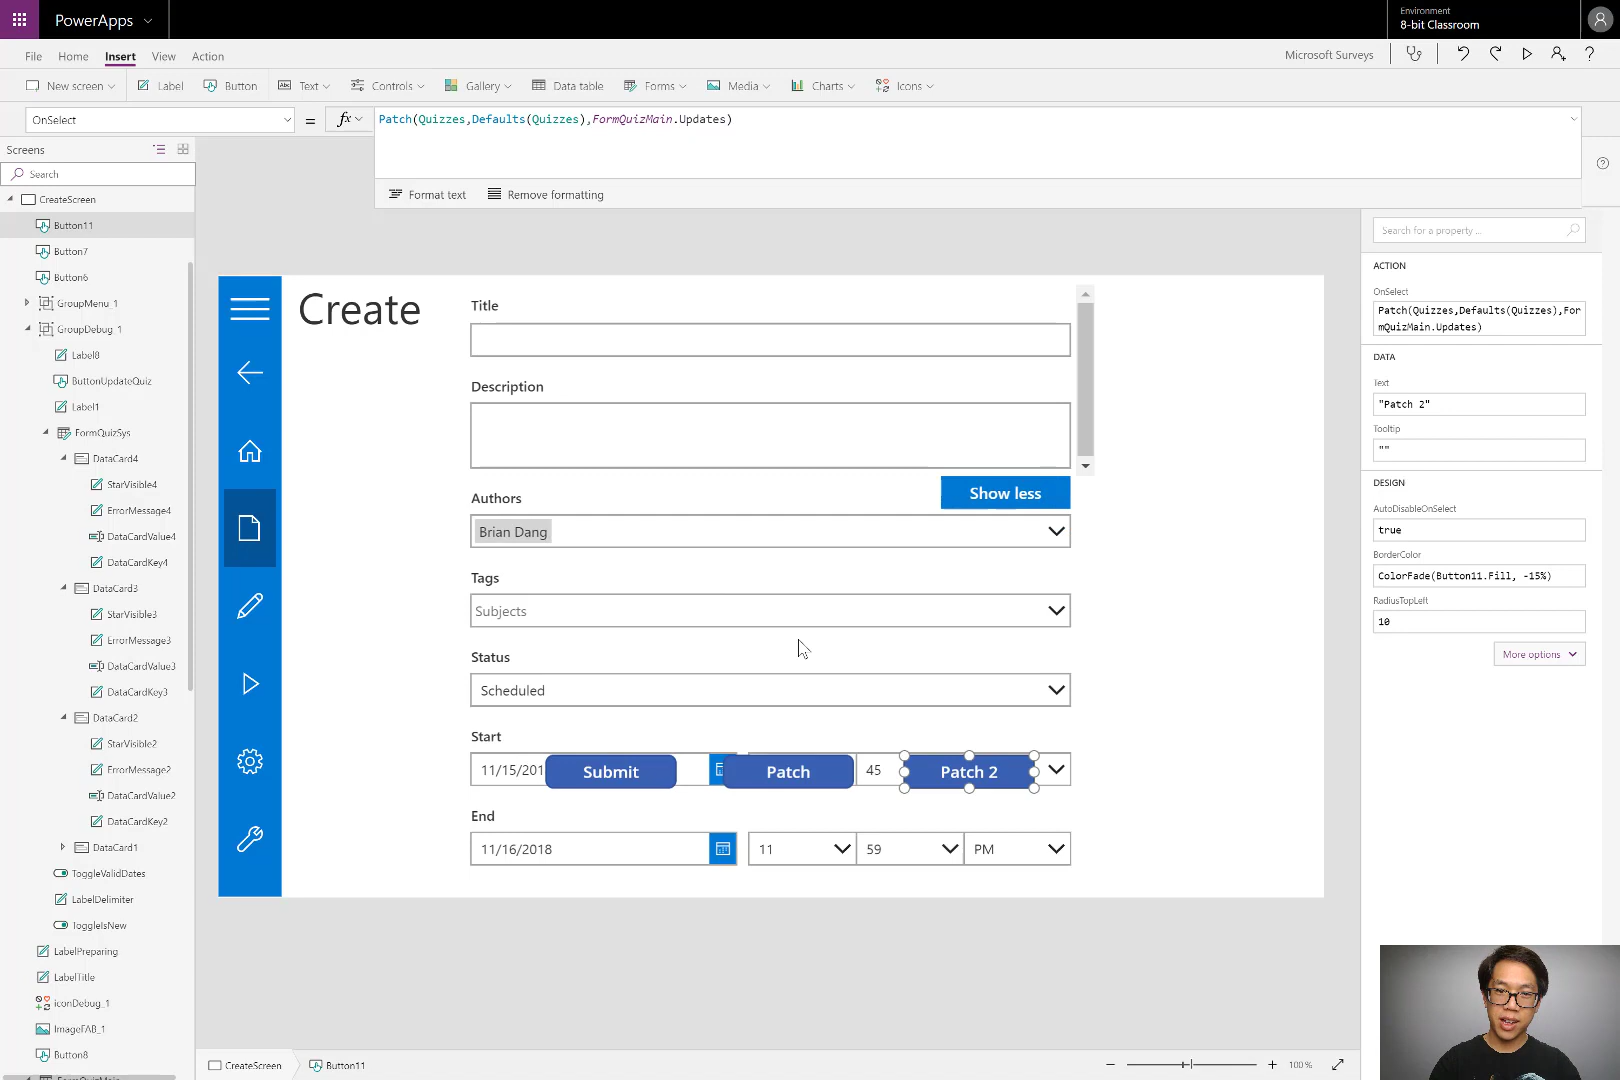 PowerApps
Environment
8-bit Classroom
File
Home
Insert
View
Action
Microsoft Surveys
New screen
Label
Button
Text
Controls
Gallery
Data table
Forms
Media
Charts
Icons
OnSelect
=
fx
Patch(Quizzes,Defaults(Quizzes),FormQuizMain.Updates)
Format text
Remove formatting
Screens
Search
CreateScreen
Button11
Button7
Button6
GroupMenu_1
GroupDebug_1
Label8
ButtonUpdateQuiz
Label1
FormQuizSys
DataCard4
StarVisible4
ErrorMessage4
DataCardValue4
DataCardKey4
DataCard3
StarVisible3
ErrorMessage3
DataCardValue3
DataCardKey3
DataCard2
StarVisible2
ErrorMessage2
DataCardValue2
DataCardKey2
DataCard1
ToggleValidDates
LabelDelimiter
ToggleIsNew
LabelPreparing
LabelTitle
iconDebug_1
ImageFAB_1
Button8
Create
Title
Description
Show less
Authors
Brian Dang
Tags
Subjects
Status
Scheduled
Start
11/15/201
Submit
Patch
45
Patch 2
End
11/16/2018
11
59
PM
Search for a property ...
ACTION
OnSelect
Patch(Quizzes,Defaults(Quizzes),For
mQuizMain.Updates)
DATA
Text
"Patch 2"
Tooltip
""
DESIGN
AutoDisableOnSelect
true
BorderColor
ColorFade(Button11.Fill, -15%)
RadiusTopLeft
10
More options
CreateScreen
Button11
100 %